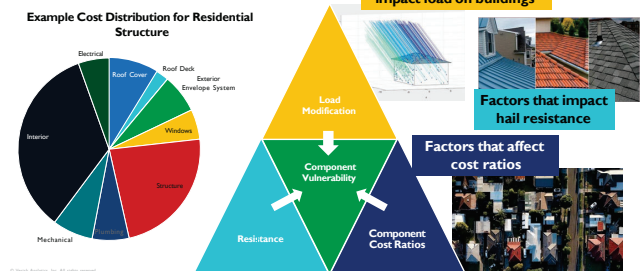 Impact load on buildings
Example Cost Distribution for Residential
Structure
Electrical
Roof Cover
Roof Deck
Exterior
Envelope System
Windows
Interior
Structure
Mechanical
Plumbing
Load
Modification
Factors that impact
hail resistance
Factors that affect
cost ratios
Component
Vulnerability
Resistance
Component
Cost Ratios